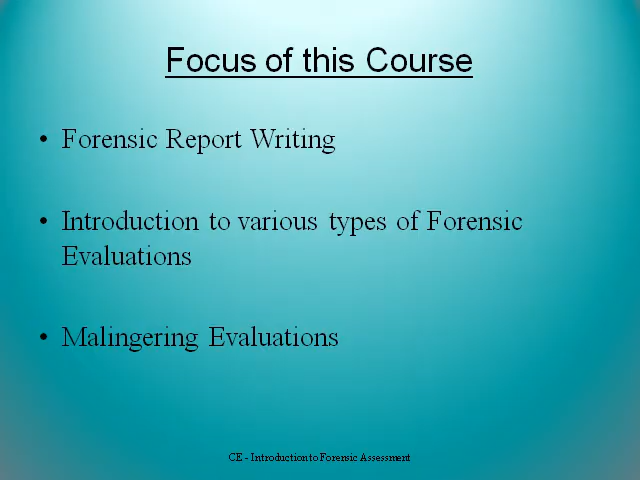 Focus of this Course
• Forensic Report Writing
• Introduction to various types of Forensic
Evaluations
• Malingering Evaluations
CE - Introduction to Forensic Assessment